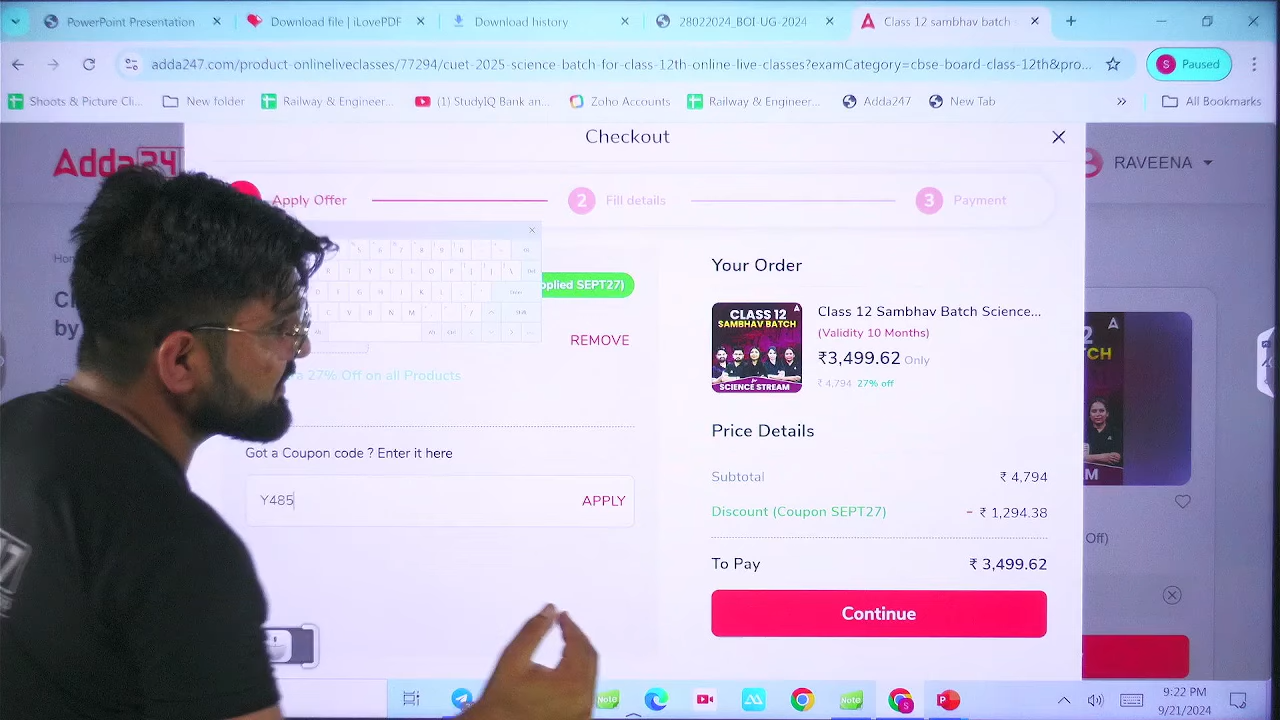 PowerPoint Presentation
Download file | iLovePDF
Download history
28022024_BOI-UG-2024
Class 12 sambhav batch
adda247.com/product-onlineliveclasses/77294/cuet-2025-science-batch-for-class-12th-online-live-classes?examCategory=cbse-board-class-12th&pro...
S Paused
Shoots & Picture Cli...
New folder
Railway & Engineer...
Zoho Accounts
Railway & Engineer...
Adda247
New Tab
All Bookmarks
Checkout
Adda24
RAVEENA
Apply Offer
2 Fill details
3 Payment
pplied SEPT27)
REMOVE
a 27% Off on all Products
Got a Coupon code ? Enter it here
Y485
APPLY
Your Order
CLASS 12
SAMBHAV BATCH
SCIENCE STREAM
Class 12 Sambhav Batch Science...
(Validity 10 Months)
₹3,499.62 Only
₹ 4,794 27% off
Price Details
Subtotal ₹ 4,794
Discount (Coupon SEPT27) - ₹ 1,294.38
To Pay ₹ 3,499.62
Continue
Off)
9:22 PM
9/21/2024